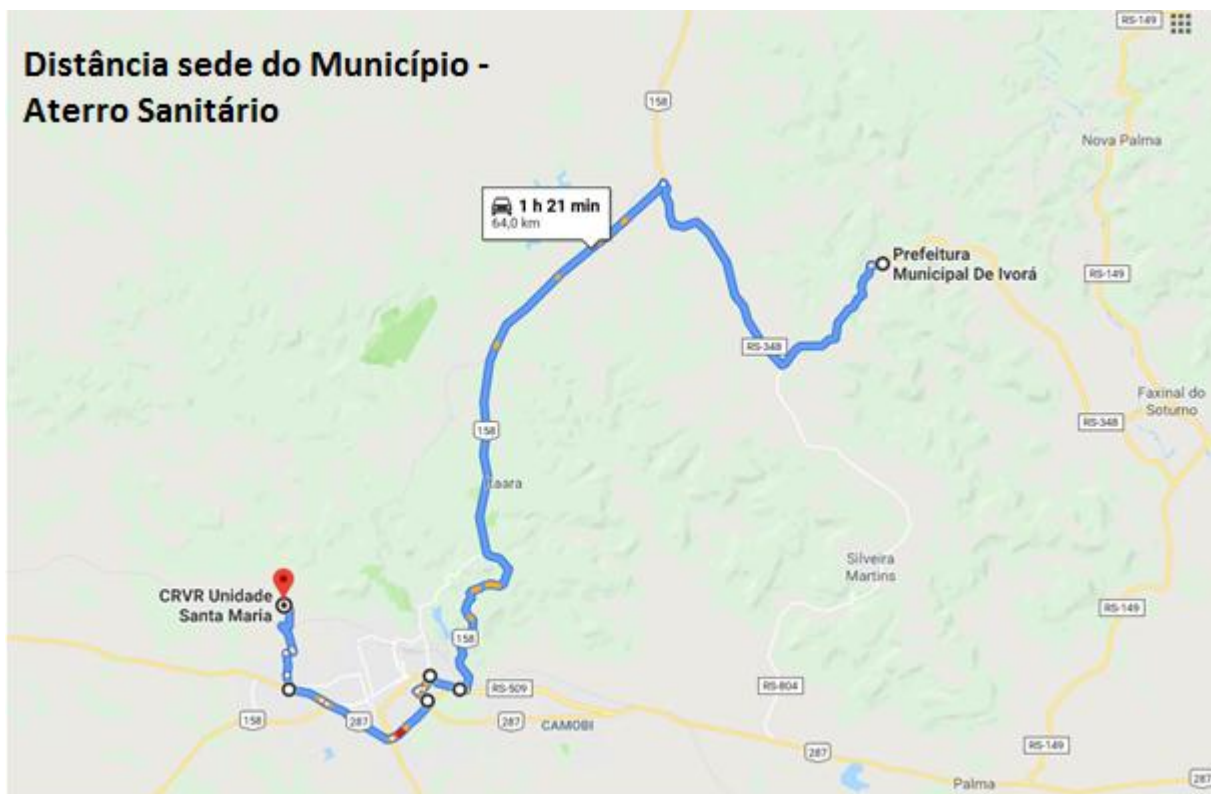 Distância sede do Município -
Aterro Sanitário
RS-149
158
Nova Palma
1 h 21 min
64,0 km
Prefeitura
Municipal De Ivorá
RS-149
RS-348
Faxinal do
Soturno
RS-348
158
Itaara
Silveira
Martins
CRVR Unidade
Santa Maria
RS-149
158
RS-509
RS-804
158
287
287
CAMOBI
287
RS-149
Palma
287